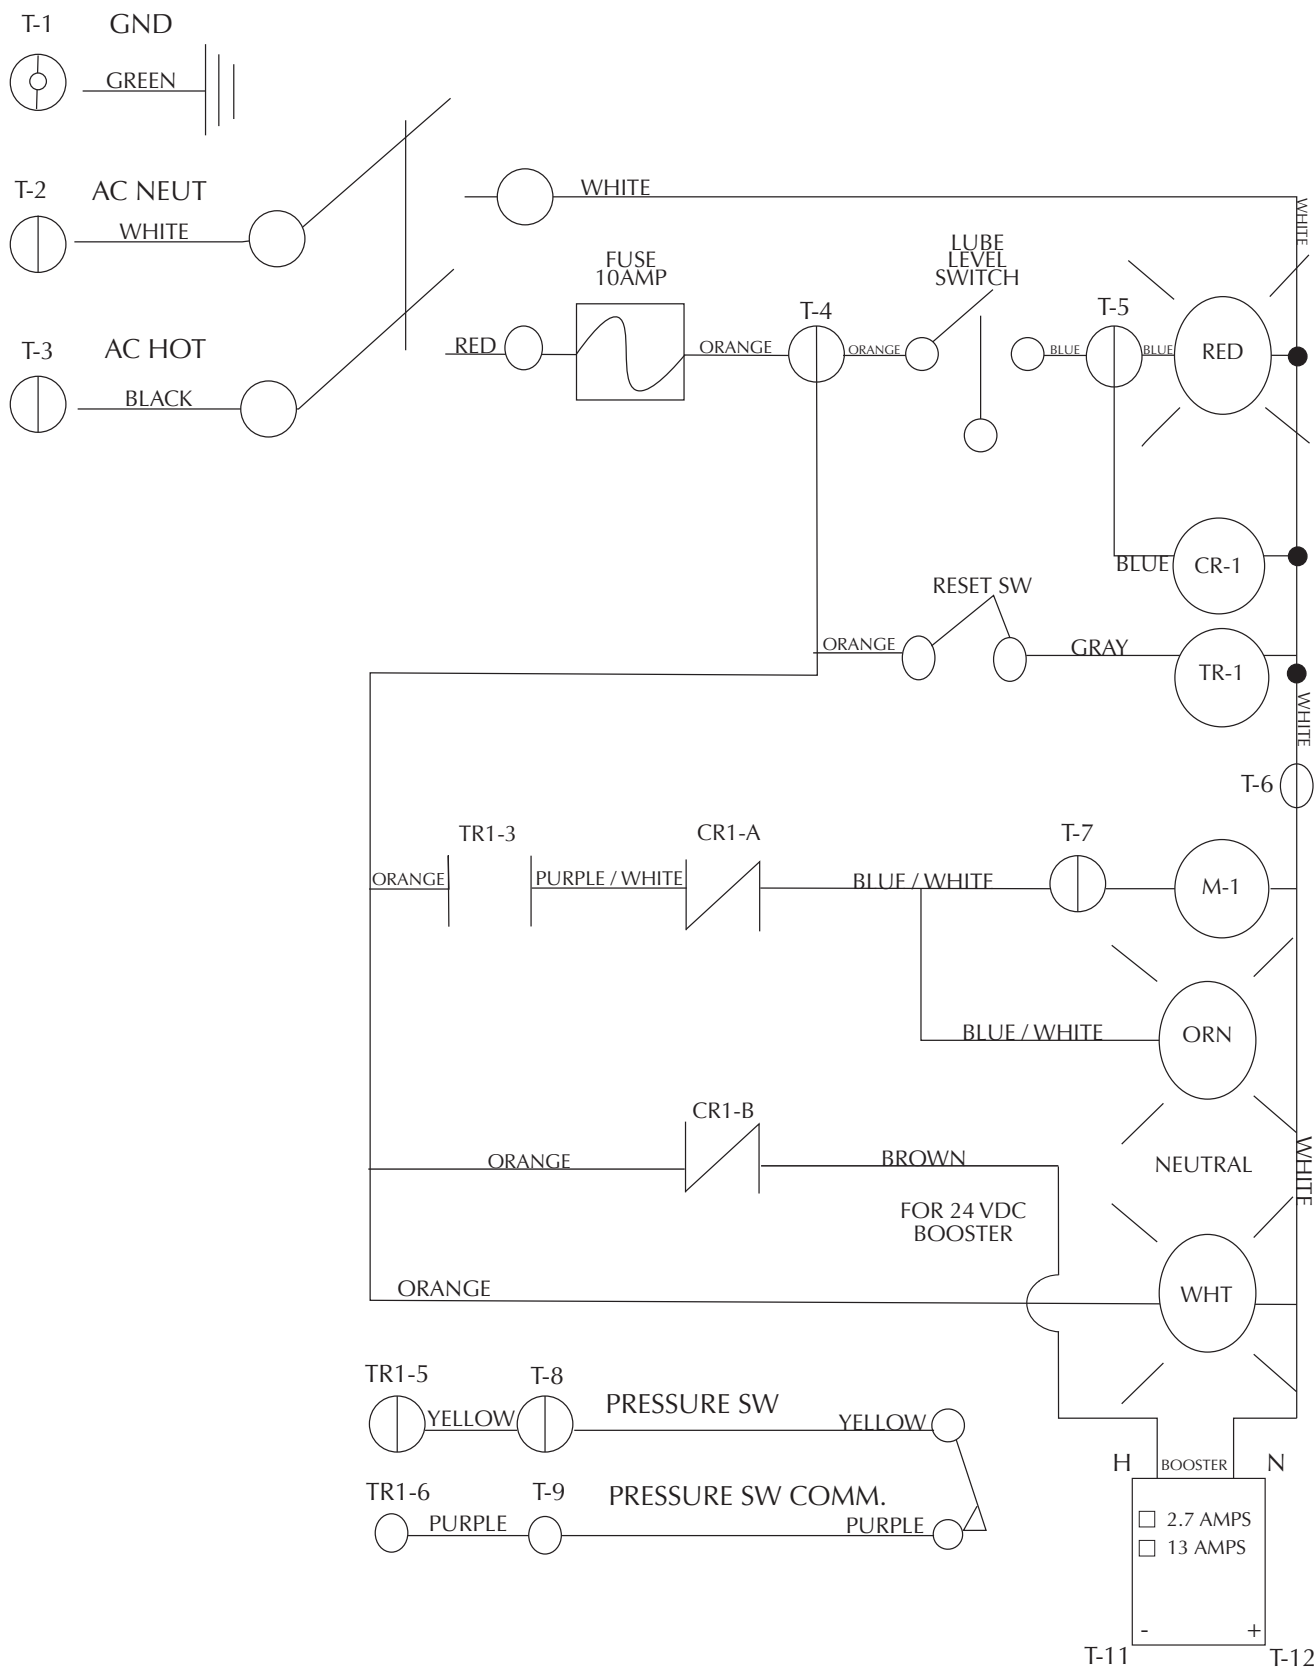 T-1 GND
GREEN
T-2 AC NEUT
WHITE
WHITE
WHITE
T-3 AC HOT
BLACK
RED
FUSE
10AMP
ORANGE
T-4
ORANGE
LUBE
LEVEL
SWITCH
BLUE
T-5
BLUE
RED
BLUE
CR-1
RESET SW
ORANGE
GRAY
TR-1
WHITE
T-6
TR1-3
CR1-A
T-7
ORANGE
PURPLE / WHITE
BLUE / WHITE
M-1
BLUE / WHITE
ORN
CR1-B
ORANGE
BROWN
NEUTRAL
WHITE
FOR 24 VDC
BOOSTER
ORANGE
WHT
TR1-5
T-8
YELLOW
PRESSURE SW
YELLOW
TR1-6
T-9
PURPLE
PRESSURE SW COMM.
PURPLE
H BOOSTER N
2.7 AMPS
13 AMPS
- +
T-11 T-12